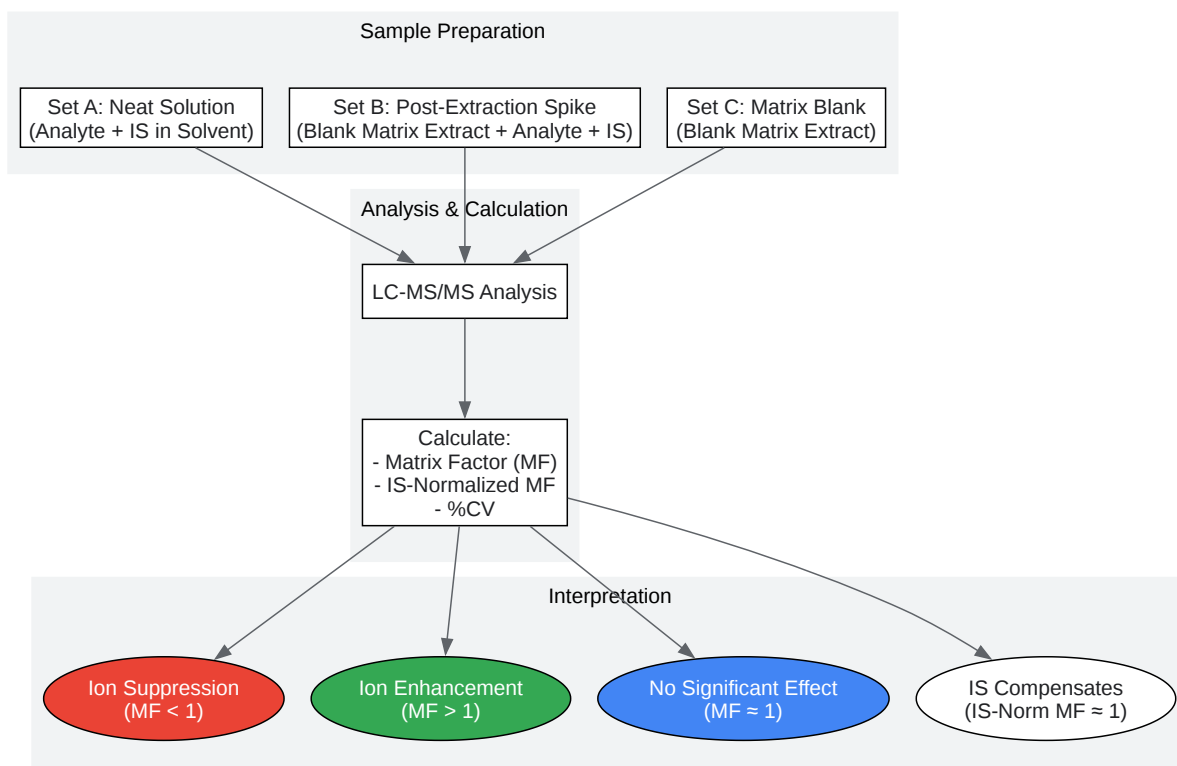 Sample Preparation
Set A: Neat Solution
(Analyte + IS in Solvent)
Set B: Post-Extraction Spike
(Blank Matrix Extract + Analyte + IS)
Set C: Matrix Blank
(Blank Matrix Extract)
Analysis & Calculation
LC-MS/MS Analysis
Calculate:
- Matrix Factor (MF)
- IS-Normalized MF
- %CV
Interpretation
Ion Suppression
(MF < 1)
Ion Enhancement
(MF > 1)
No Significant Effect
(MF ≈ 1)
IS Compensates
(IS-Norm MF ≈ 1)